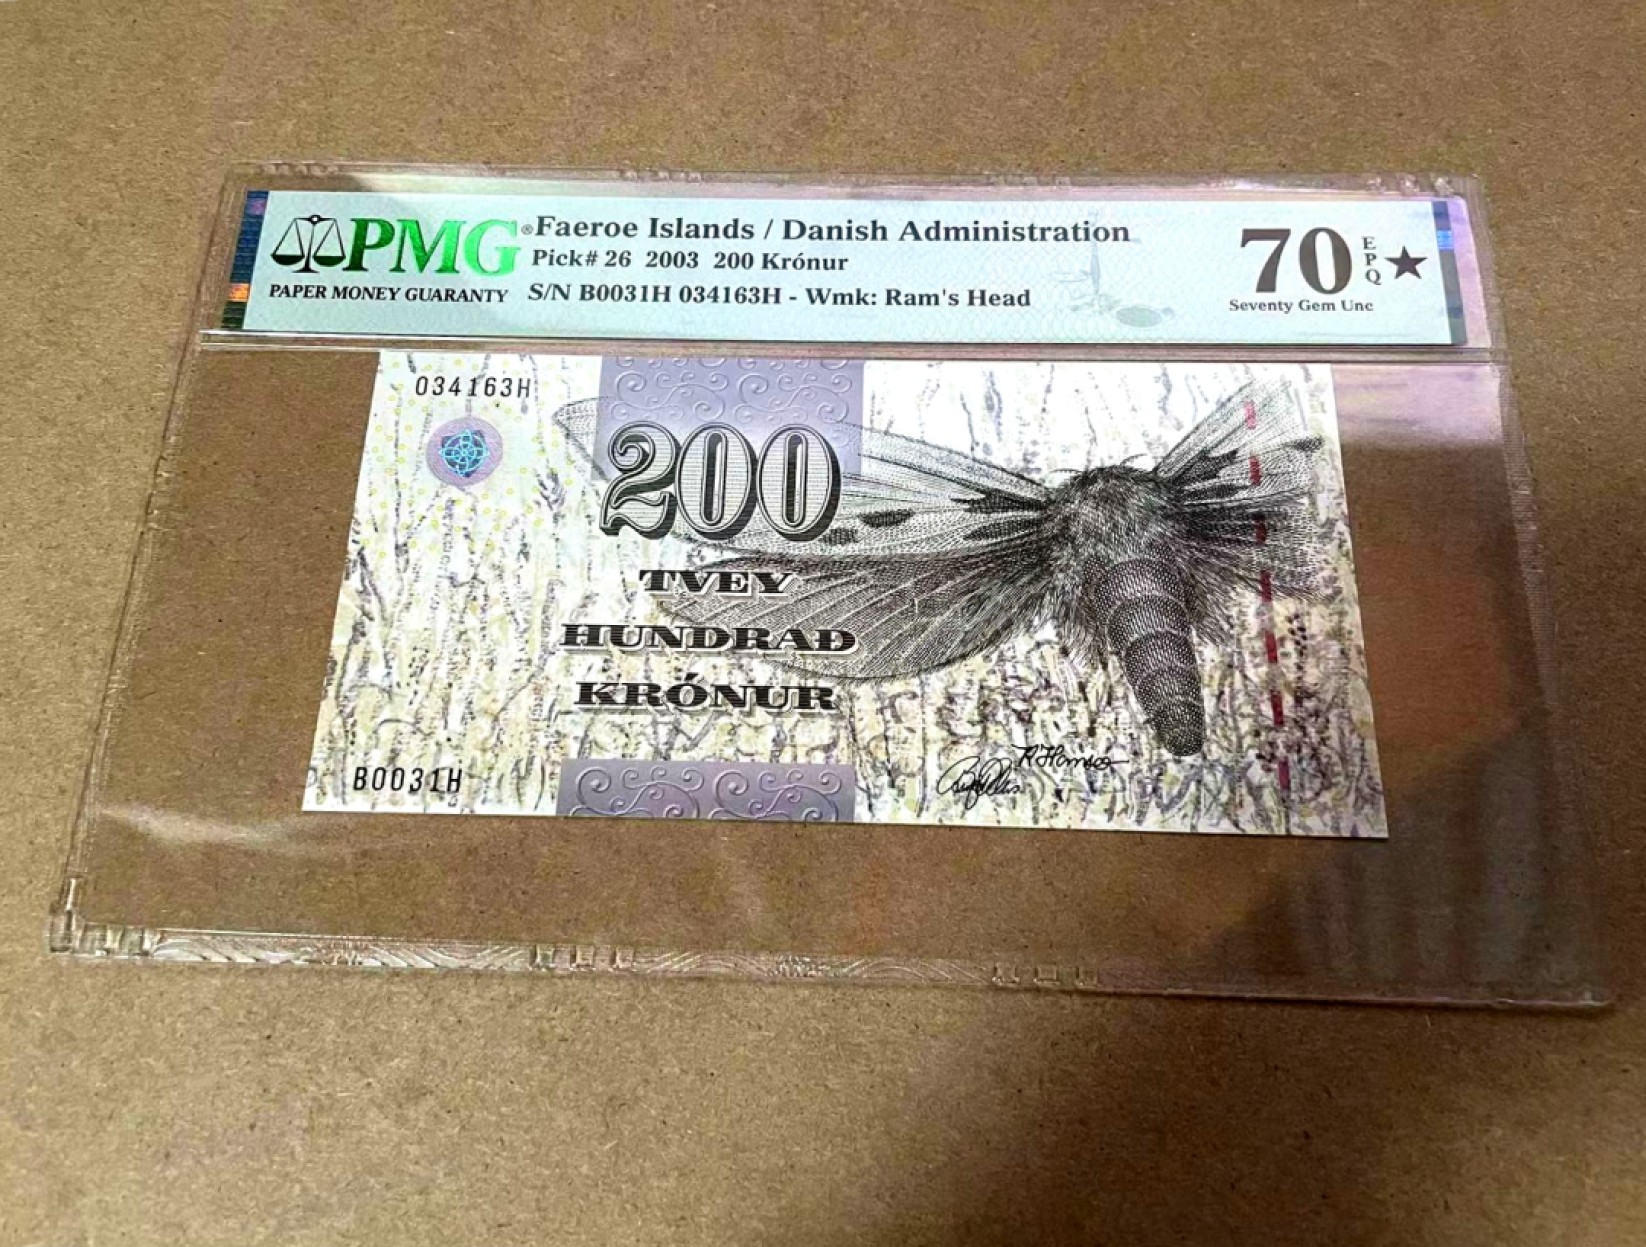 PMG®
PAPER MONEY GUARANTY
Faeroe Islands / Danish Administration
Pick# 26 2003 200 Krónur
S/N B0031H 034163H - Wmk: Ram's Head
70 EPQ ★
Seventy Gem Unc
034163H
200
TVEY
HUNDRAÐ
KRÓNUR
B0031H